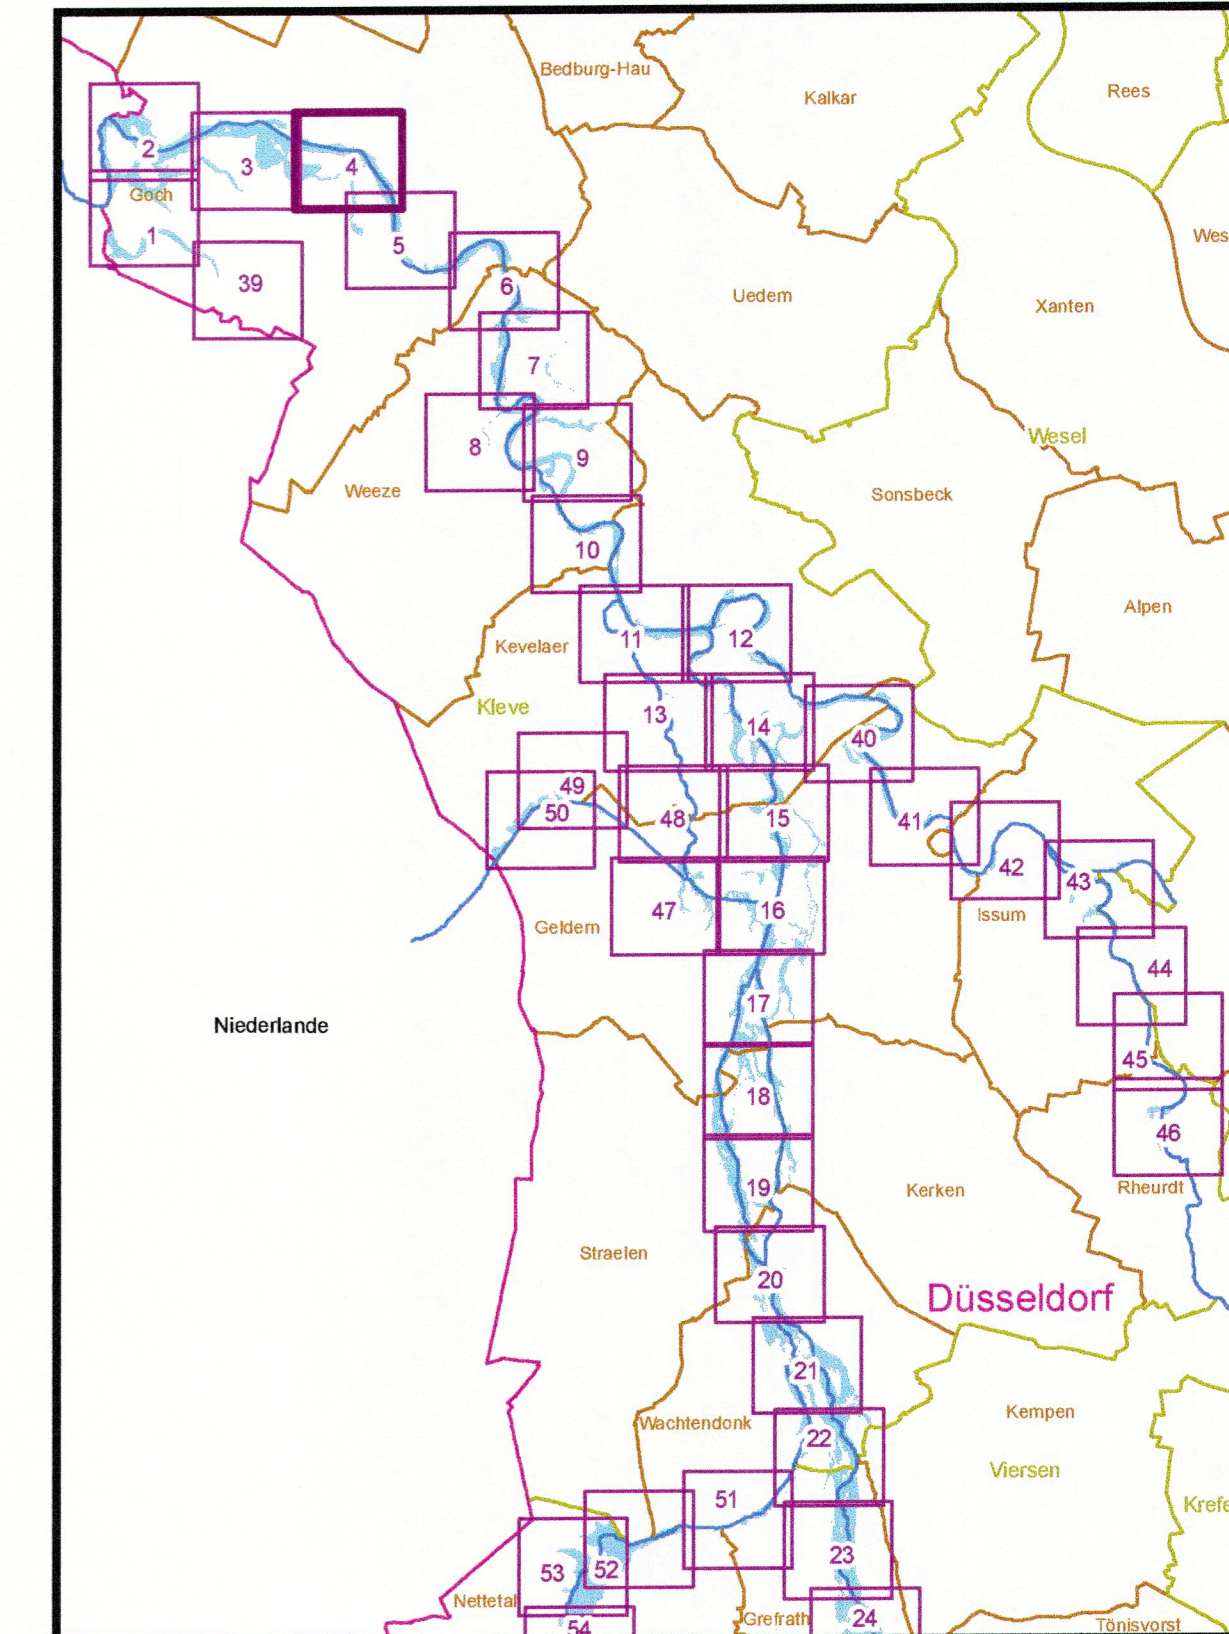 Bedburg-Hau
Kalkar
Rees
2
3
4
Goch
1
5
Wes
39
6
Uedem
Xanten
7
8
9
Wesel
Weeze
Sonsbeck
10
Alpen
11
12
Kevelaer
Kleve
13
14
40
49
50
48
15
41
42
43
47
16
Issum
Geldern
44
17
Niederlande
45
18
46
19
Kerken
Rheurdt
Straelen
20
Düsseldorf
21
Kempen
Wachtendonk
22
Viersen
51
Krefe
23
53
52
Nettetal
24
Grefrath
54
Tönisvorst